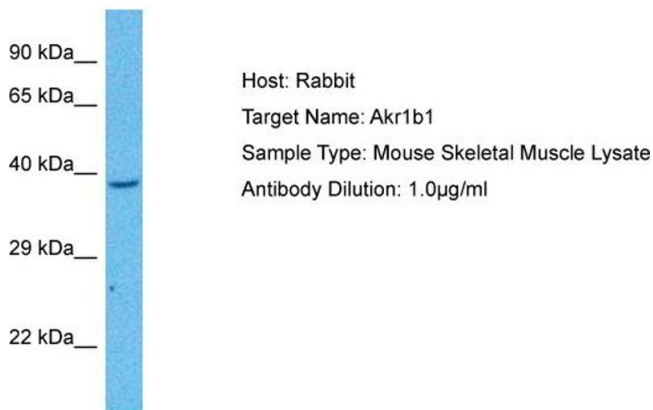 90 kDa__
65 kDa__
40 kDa__
29 kDa__
22 kDa__
Host: Rabbit
Target Name: Akr1b1
Sample Type: Mouse Skeletal Muscle Lysate
Antibody Dilution: 1.0µg/ml